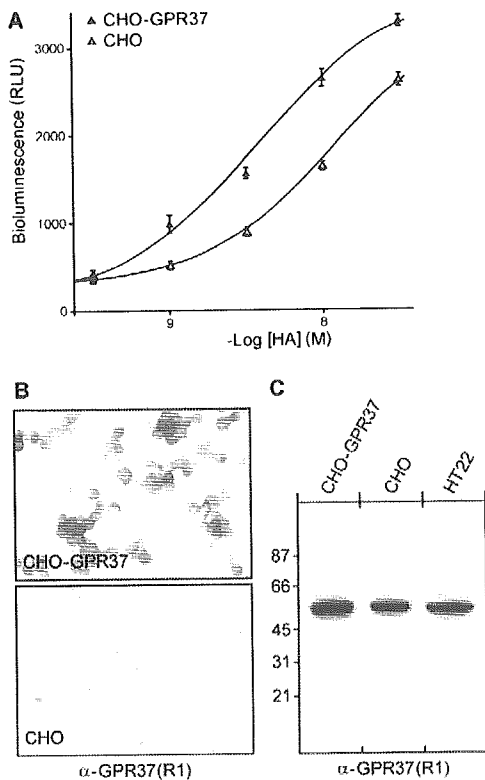 A
CHO-GPR37
CHO
Bioluminescence (RLU)
3000
2000
1000
0
9
8
-Log [HA] (M)
B
CHO-GPR37
CHO
α-GPR37(R1)
C
CHO-GPR37
CHO
HT22
87
66
45
31
21
α-GPR37(R1)